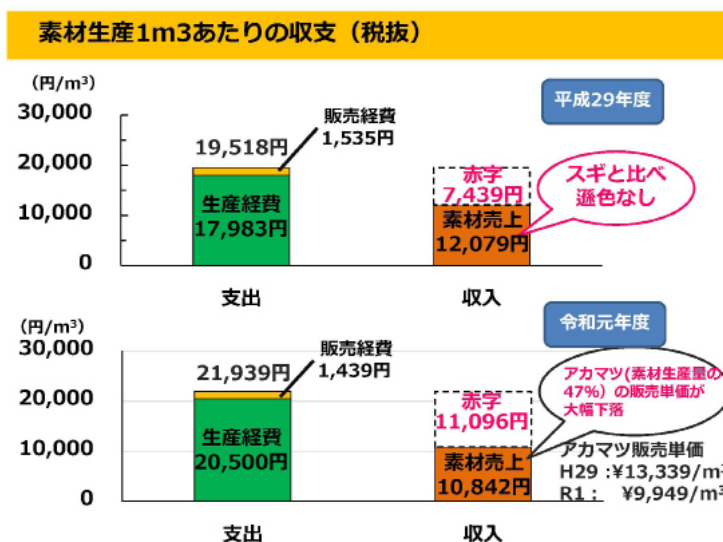 素材生産1m3あたりの収支（税抜）
（円/m³）
平成29年度
30,000
20,000
10,000
0
販売経費
1,535円
19,518円
生産経費
17,983円
赤字
7,439円
素材売上
12,079円
スギと比べ
遜色なし
支出
収入
（円/m³）
令和元年度
30,000
20,000
10,000
0
販売経費
1,439円
21,939円
生産経費
20,500円
赤字
11,096円
素材売上
10,842円
アカマツ(素材生産量の
47%）の販売単価が
大幅下落
アカマツ販売単価
H29 :¥13,339/m³
R1 : ¥9,949/m³
支出
収入